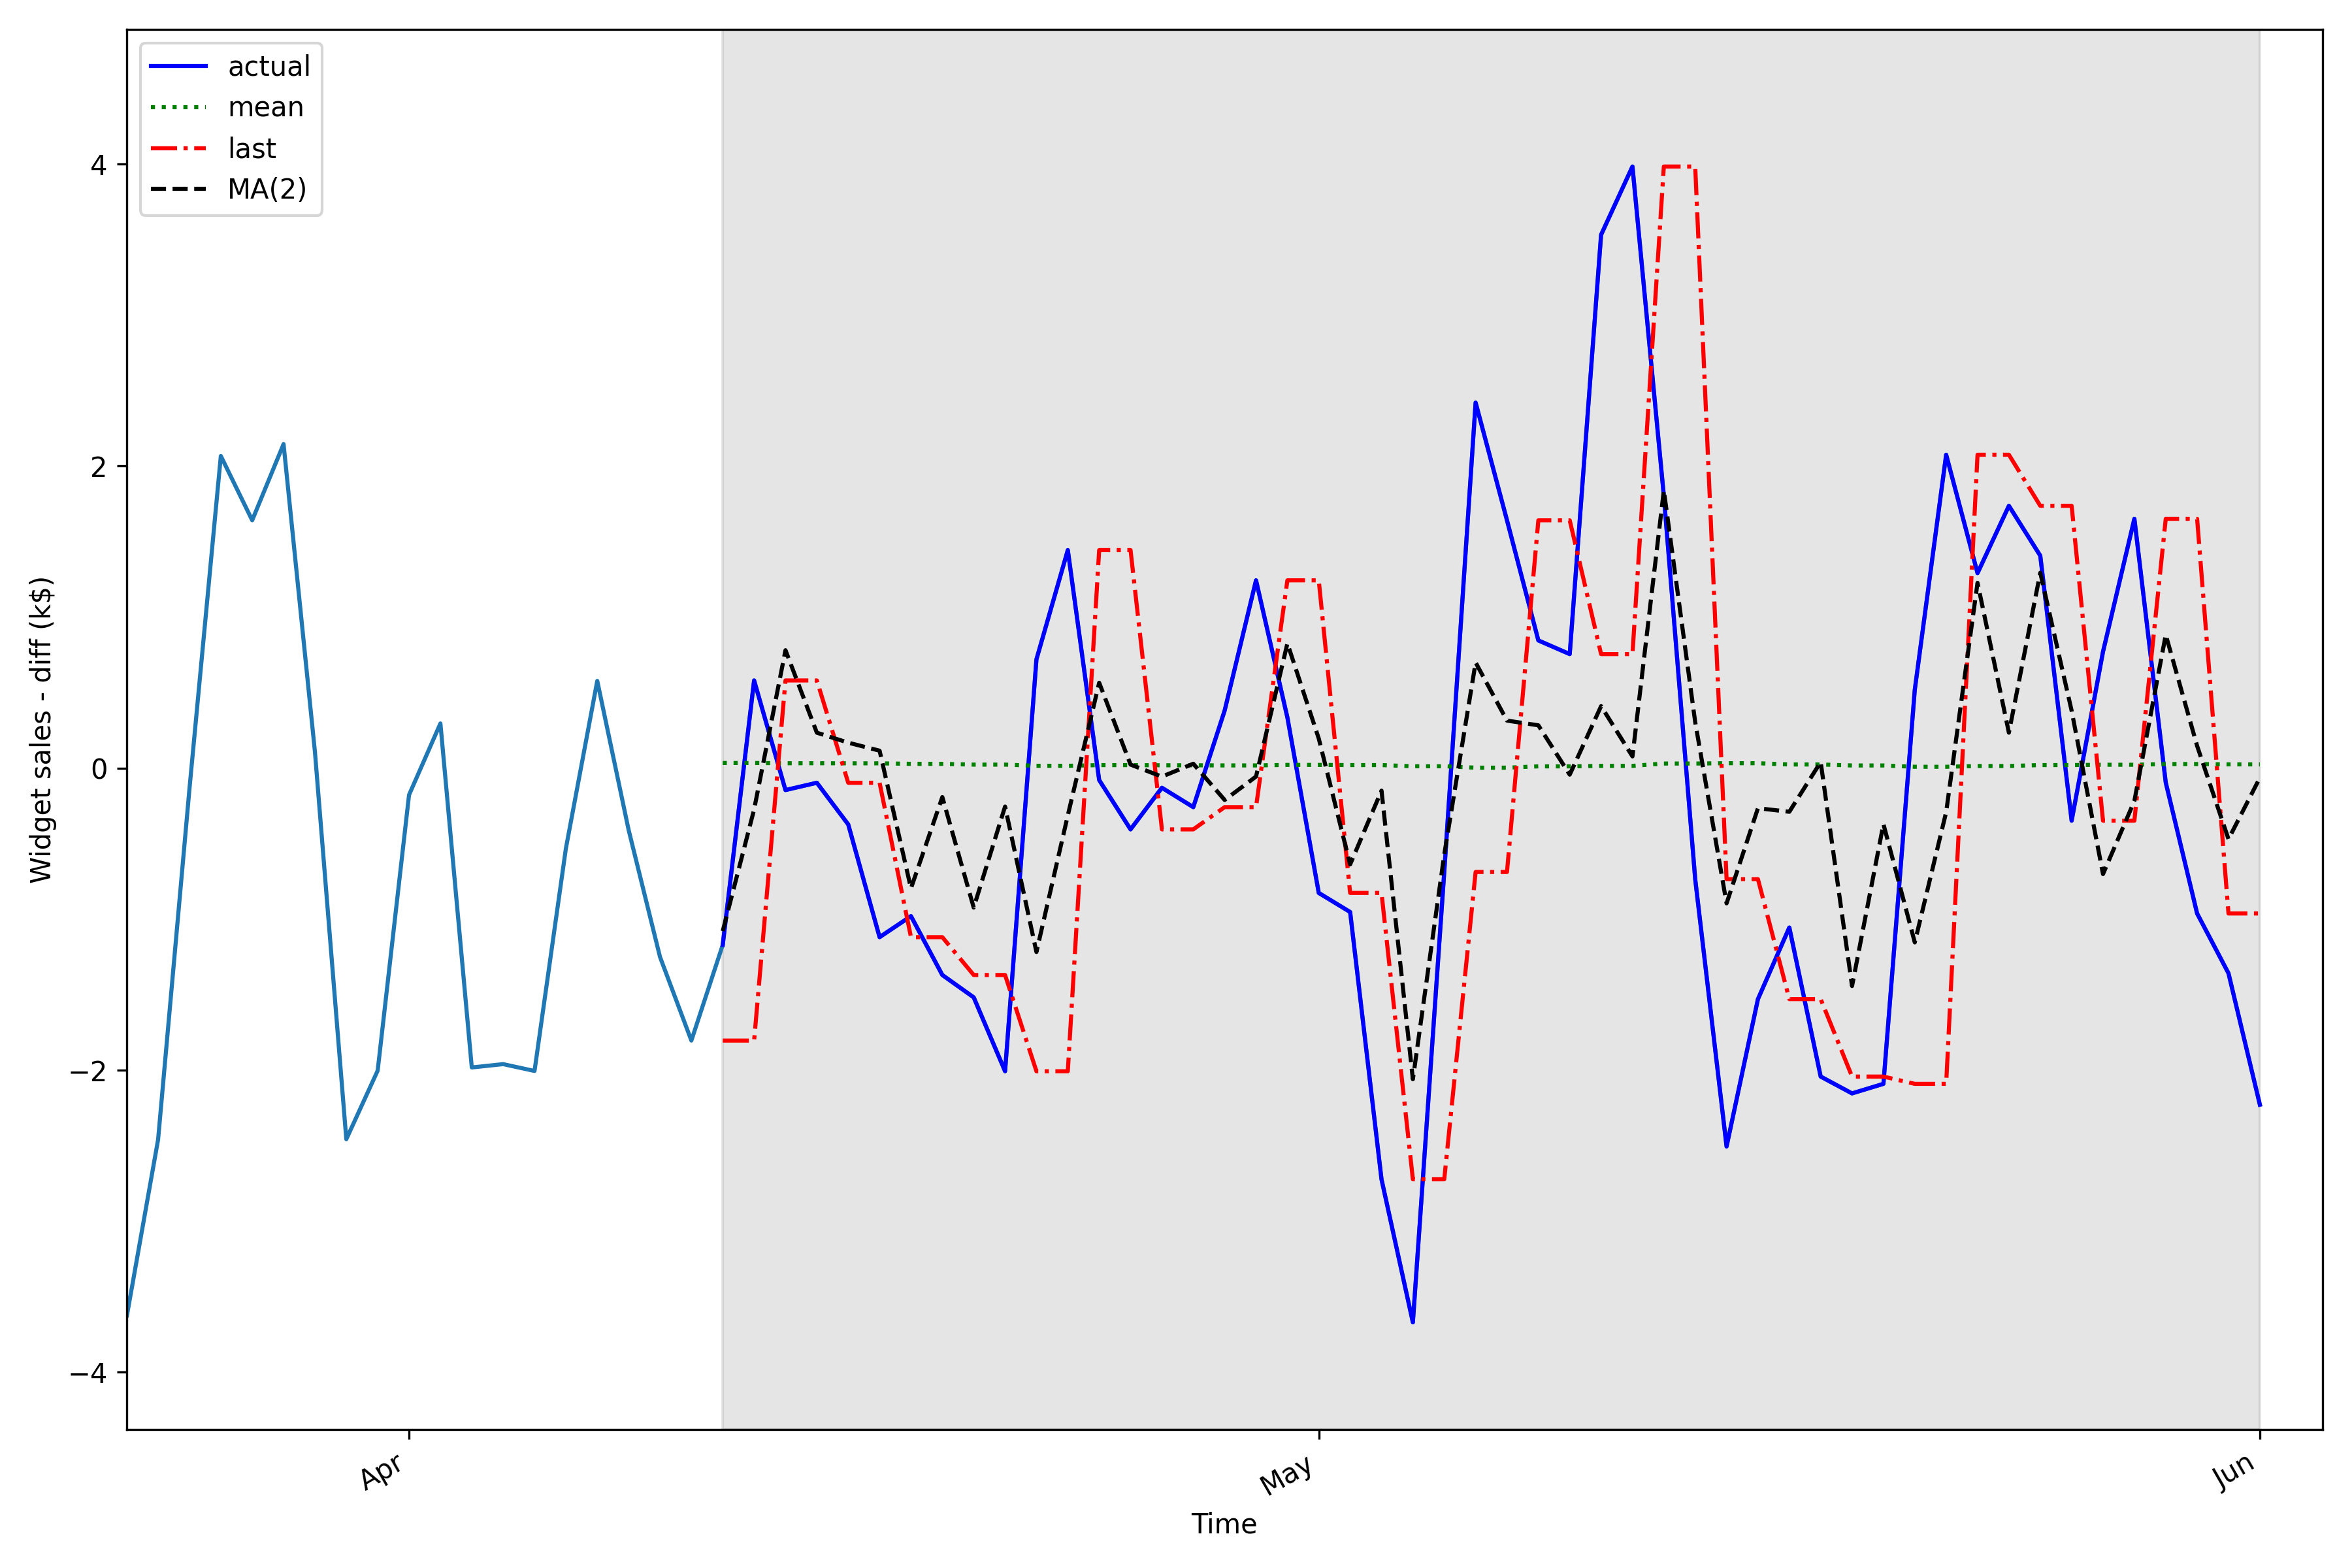 actual
mean
last
MA(2)
4
2
0
−2
−4
Widget sales - diff (k$)
Apr
May
Jun
Time